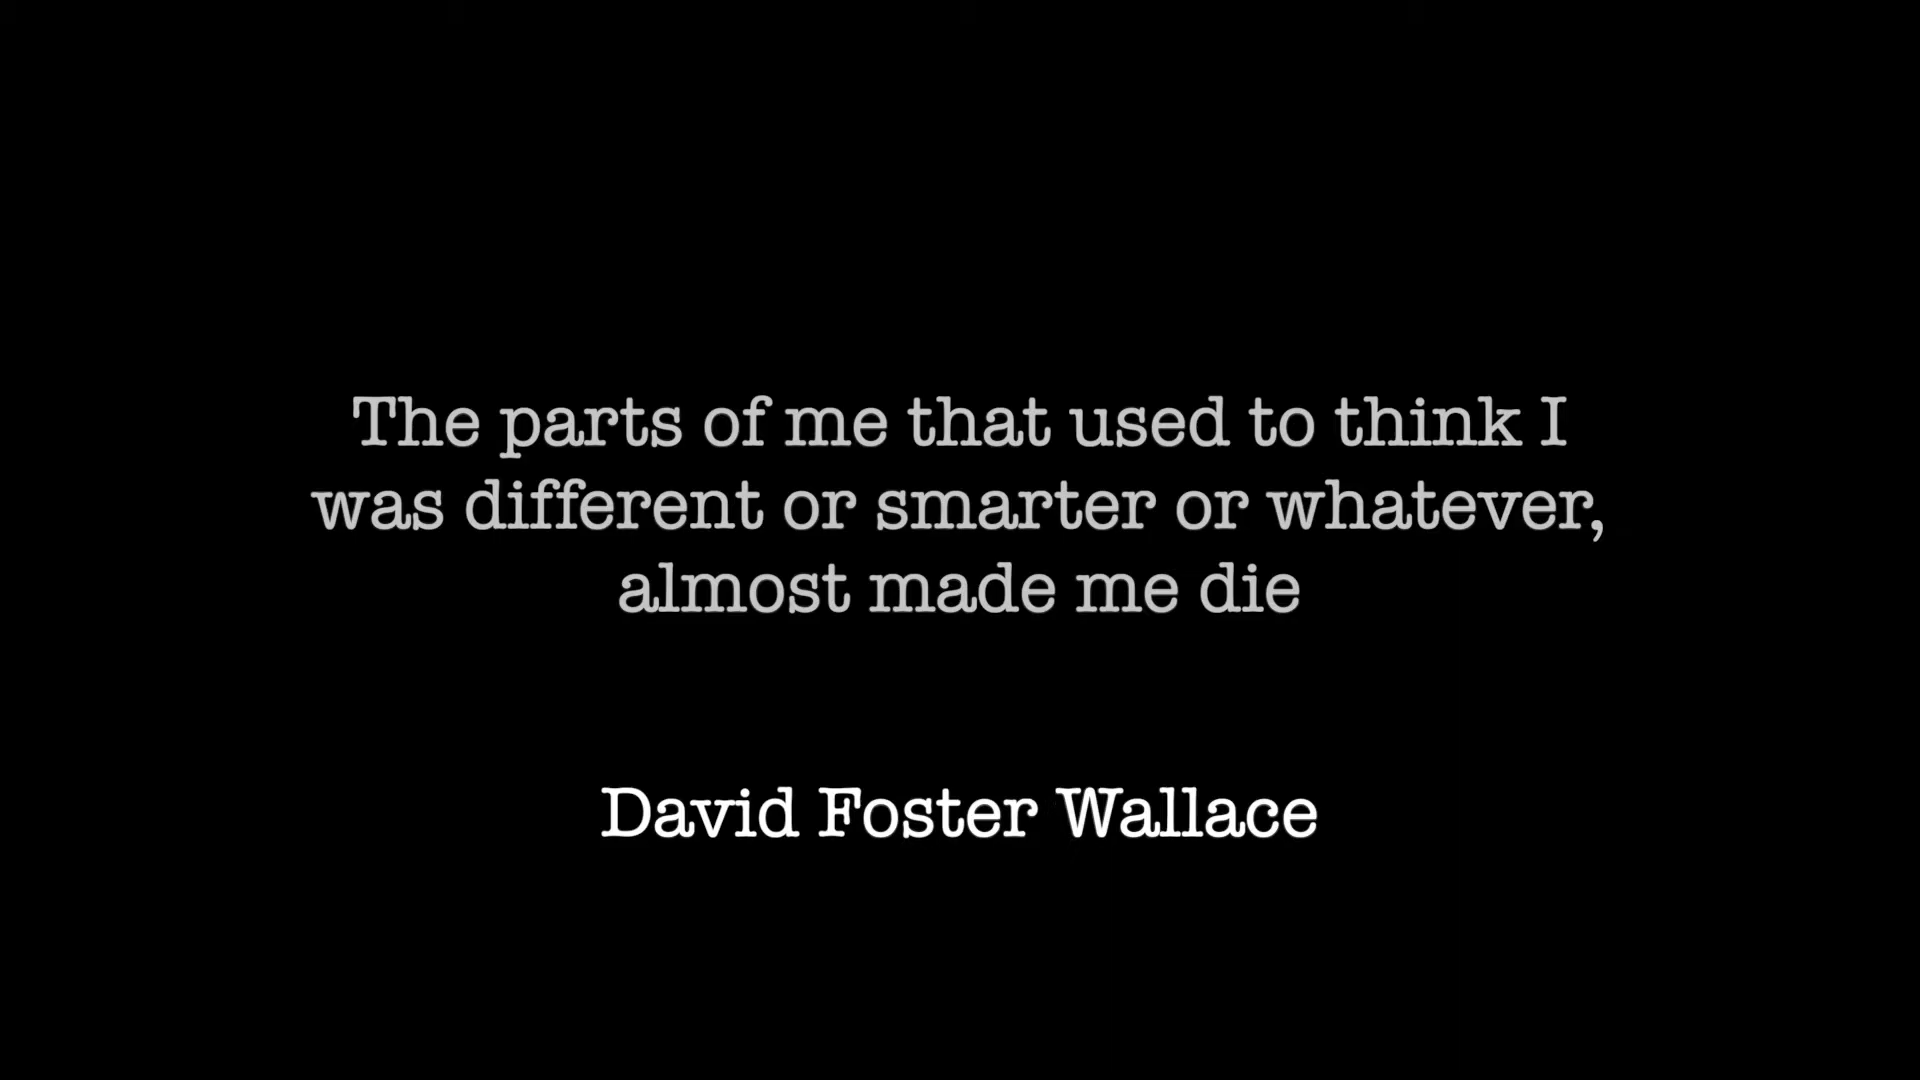 The parts of me that used to think I
was different or smarter or whatever,
almost made me die
David Foster Wallace